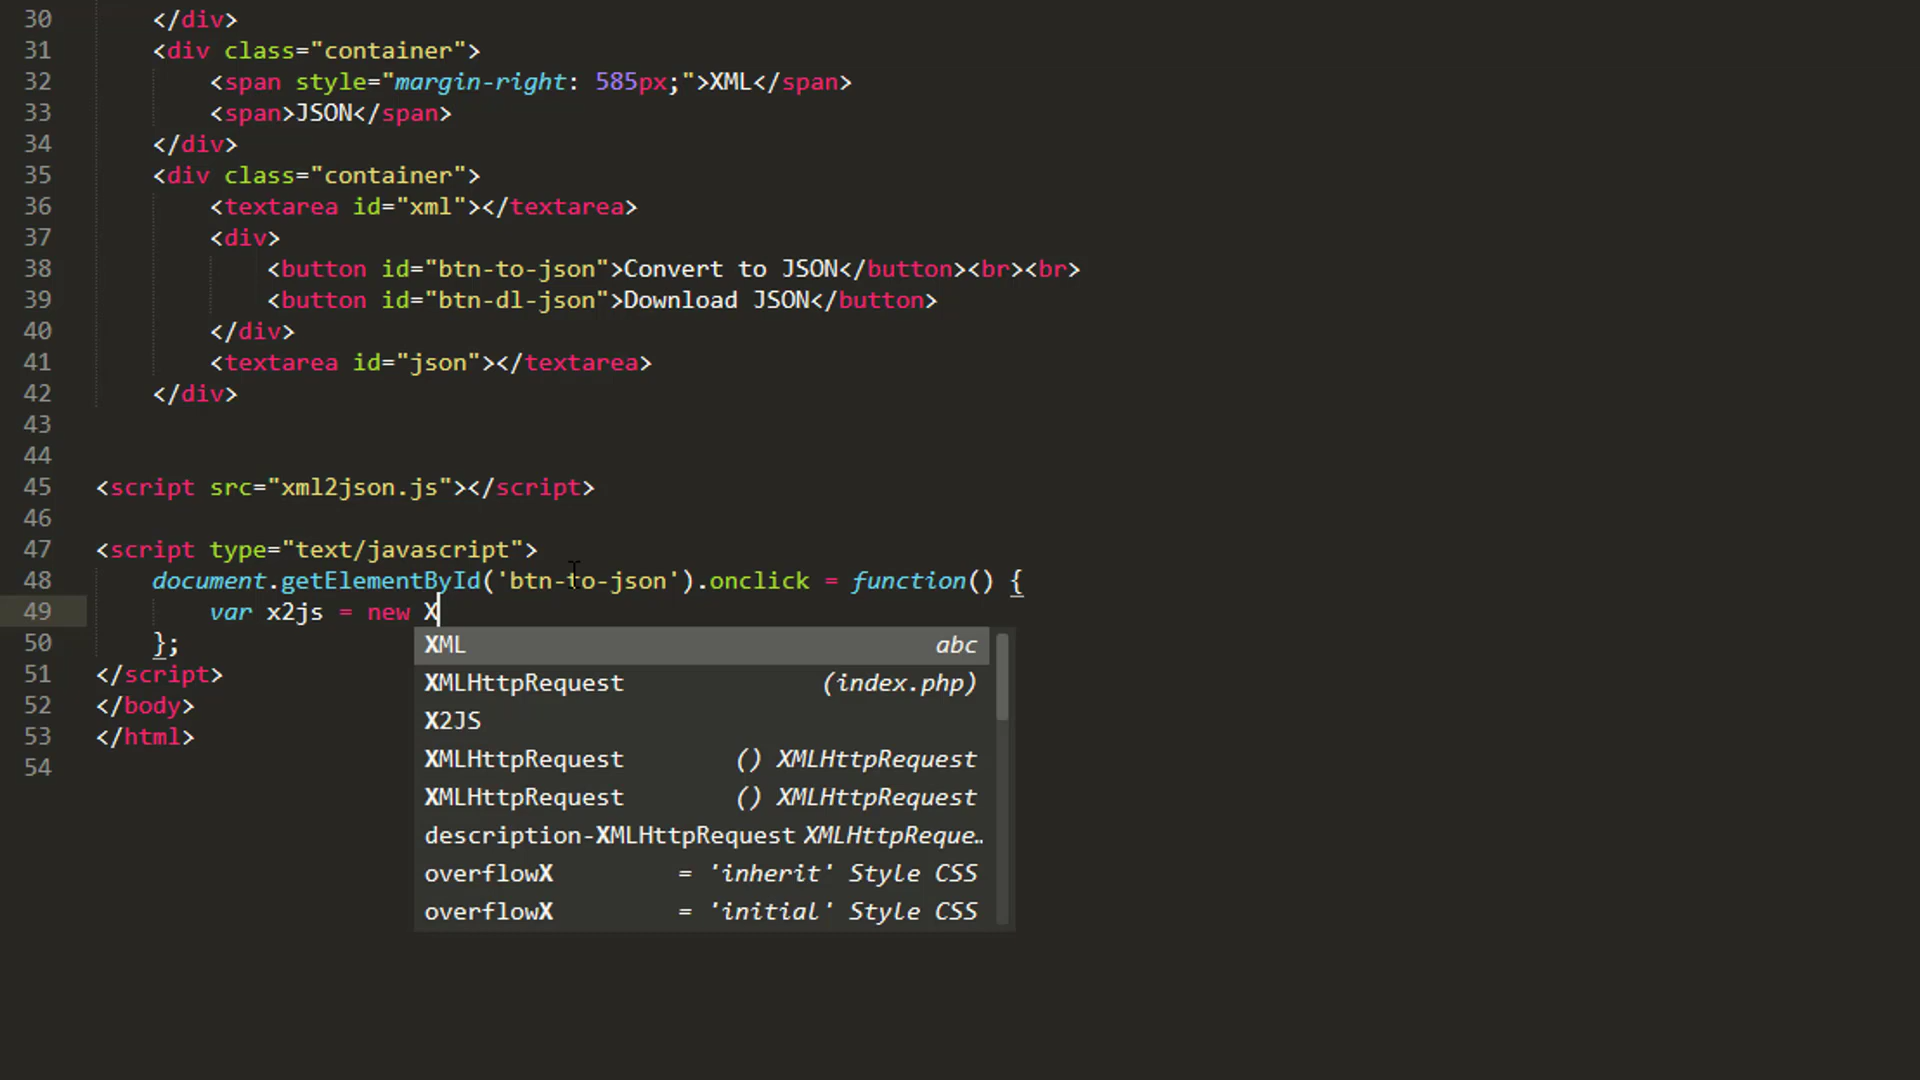 30 </div>
31 <div class="container">
32 <span style="margin-right: 585px;">XML</span>
33 <span>JSON</span>
34 </div>
35 <div class="container">
36 <textarea id="xml"></textarea>
37 <div>
38 <button id="btn-to-json">Convert to JSON</button><br><br>
39 <button id="btn-dl-json">Download JSON</button>
40 </div>
41 <textarea id="json"></textarea>
42 </div>
43
44
45 <script src="xml2json.js"></script>
46
47 <script type="text/javascript">
48 document.getElementById('btn-to-json').onclick = function() {
49 var x2js = new X
50 };
51 </script>
52 </body>
53 </html>
54
XML abc
XMLHttpRequest (index.php)
X2JS
XMLHttpRequest () XMLHttpRequest
XMLHttpRequest () XMLHttpRequest
description-XMLHttpRequest XMLHttpReque…
overflowX = 'inherit' Style CSS
overflowX = 'initial' Style CSS